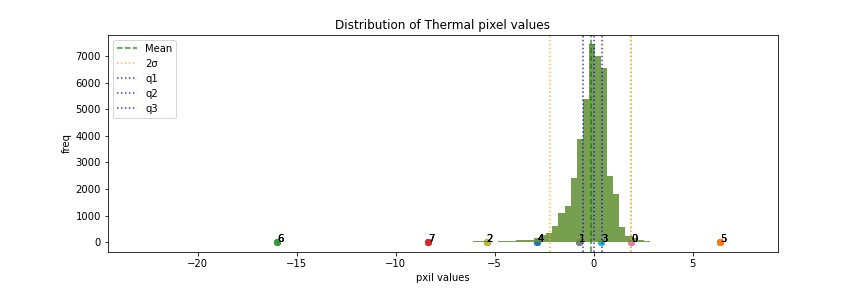 Distribution of Thermal pixel values
Mean
2σ
q1
q2
q3
freq
7000
6000
5000
4000
3000
2000
1000
0
6 7 2 4 1 3 0 5
−20 −15 −10 −5 0 5
pxil values